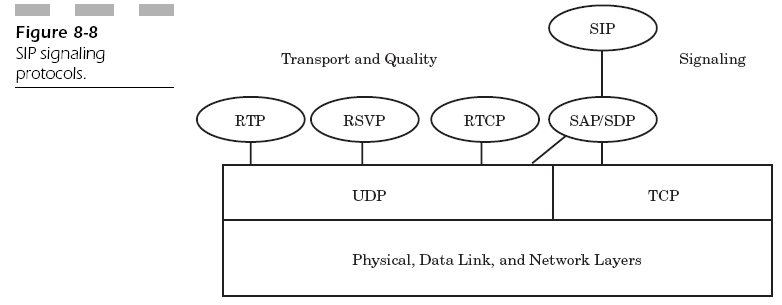 Figure 8-8
SIP signaling
protocols.
SIP
Transport and Quality
Signaling
RTP
RSVP
RTCP
SAP/SDP
UDP
TCP
Physical, Data Link, and Network Layers